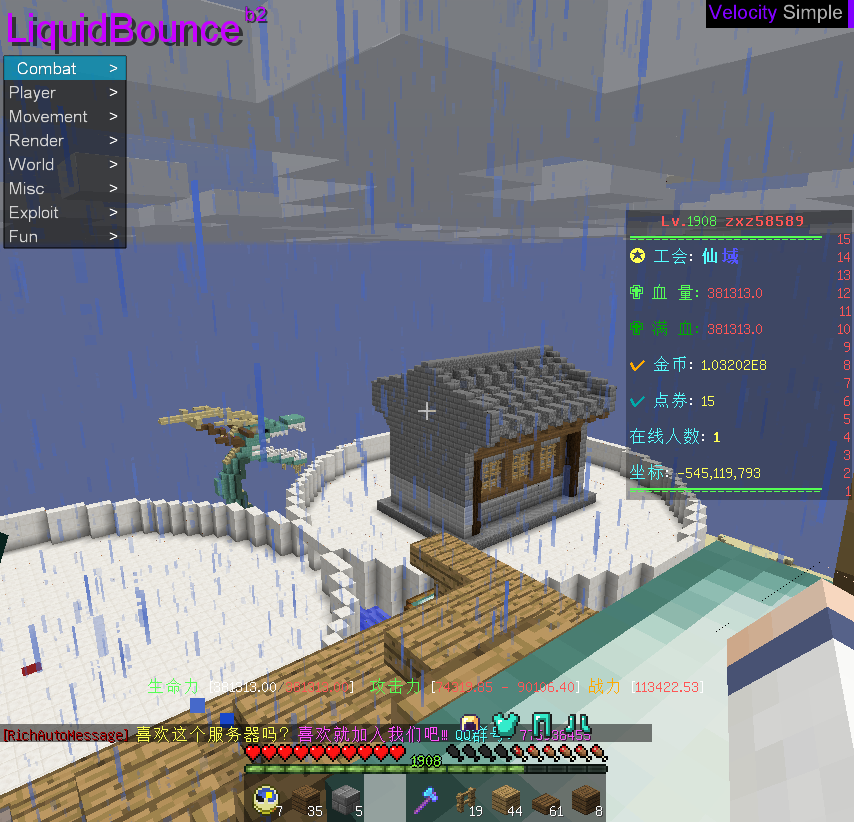 LiquidBounce b2
Velocity Simple
Combat >
Player >
Movement >
Render >
World >
Misc >
Exploit >
Fun >
Lv.1908 zxz58589
工会: 仙域 15
14
13
血 量: 381313.0 12
11
满 血: 381313.0 10
9
金币: 1.03202E8 8
7
点券: 15 6
5
在线人数: 1 4
3
坐标: -545,119,793 2
1
生命力 [381313.00/381313.00] 攻击力 [ - 90106.40] 战力 [113422.53]
[RichAutoMessage] 喜欢这个服务器吗? 喜欢就加入我们吧!! QQ群号
1908
7 35 5 19 44 61 8